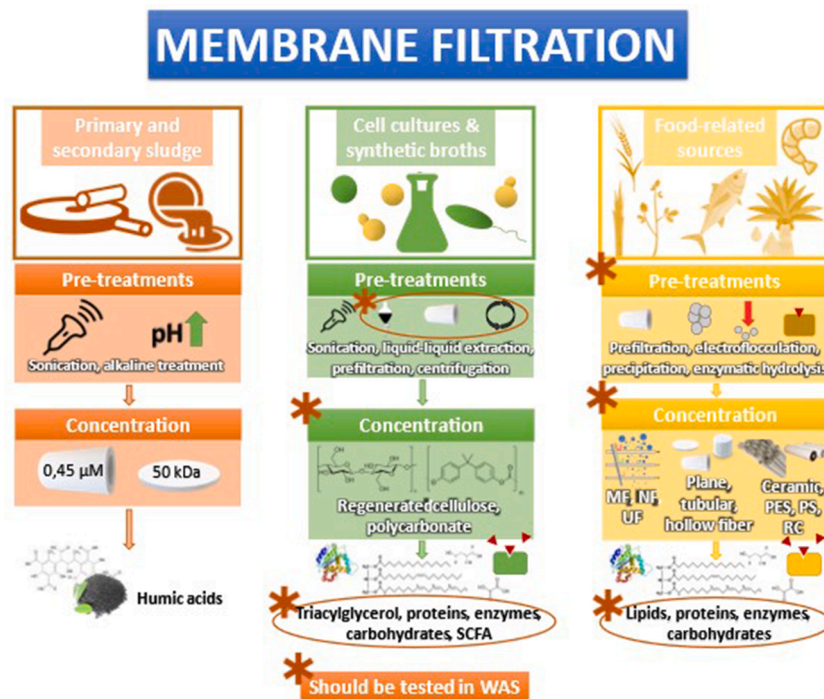 MEMBRANE FILTRATION
Primary and
secondary sludge
Pre-treatments
pH
Sonication, alkaline treatment
Concentration
0,45 µM
50 kDa
Humic acids
Cell cultures &
synthetic broths
Pre-treatments
Sonication, liquid-liquid extraction,
prefiltration, centrifugation
Concentration
Regenerated cellulose,
polycarbonate
Triacylglycerol, proteins, enzymes,
carbohydrates, SCFA
Should be tested in WAS
Food-related
sources
Pre-treatments
Prefiltration, electroflocculation,
precipitation, enzymatic hydrolysis
Concentration
MF, NF,
UF
Plane,
tubular,
hollow fiber
Ceramic,
PES, PS,
RC
Lipids, proteins, enzymes,
carbohydrates